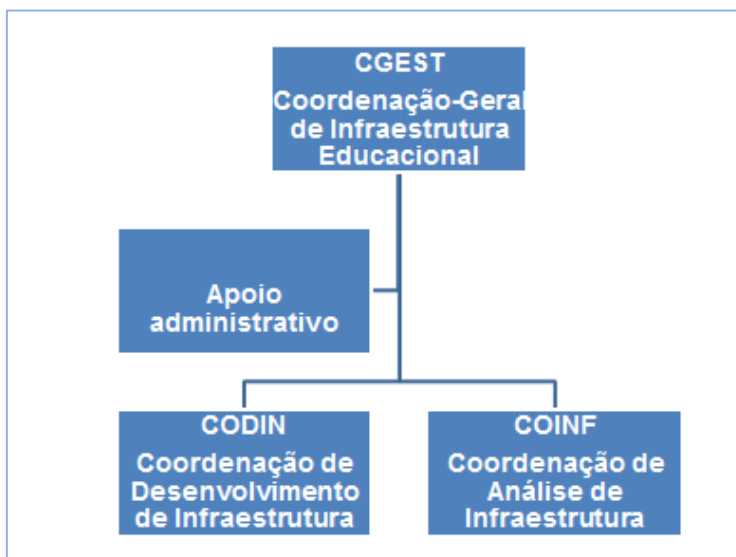 CGEST
Coordenação-Geral
de Infraestrutura
Educacional
Apoio
administrativo
CODIN
Coordenação de
Desenvolvimento
de Infraestrutura
COINF
Coordenação de
Análise de
Infraestrutura